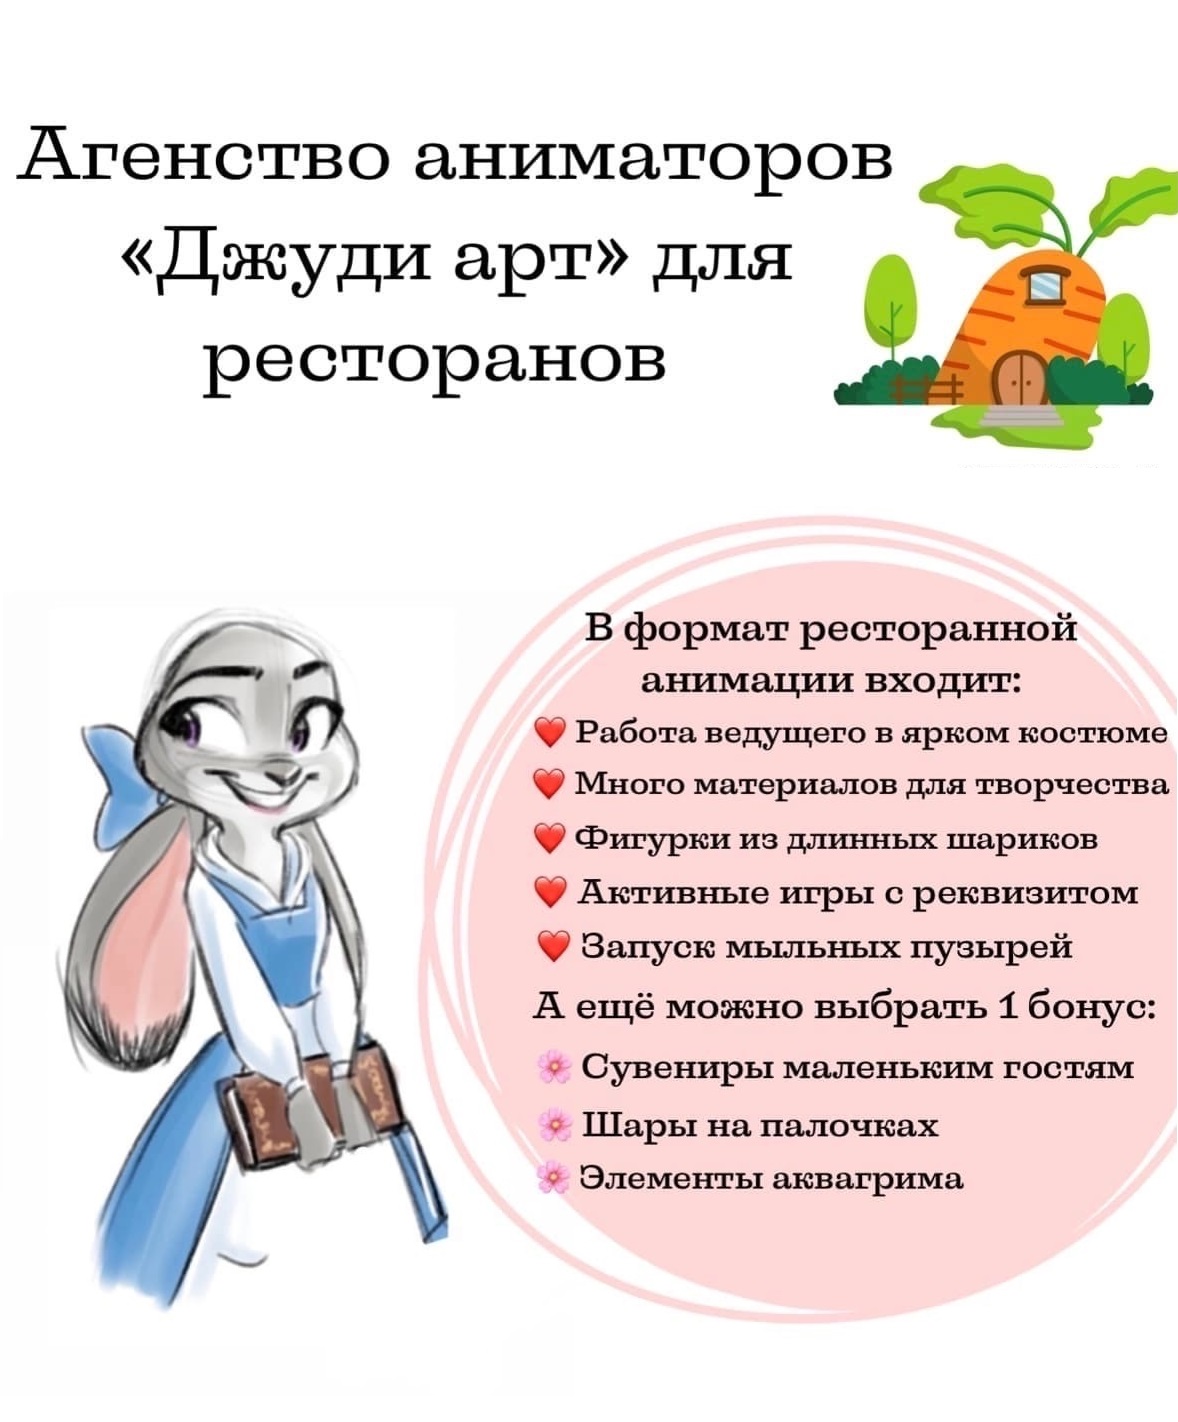 Агенство аниматоров
«Джуди арт» для
ресторанов
В формат ресторанной
анимации входит:
❤️ Работа ведущего в ярком костюме
❤️ Много материалов для творчества
❤️ Фигурки из длинных шариков
❤️ Активные игры с реквизитом
❤️ Запуск мыльных пузырей
А ещё можно выбрать 1 бонус:
🌸 Сувениры маленьким гостям
🌸 Шары на палочках
🌸 Элементы аквагрима